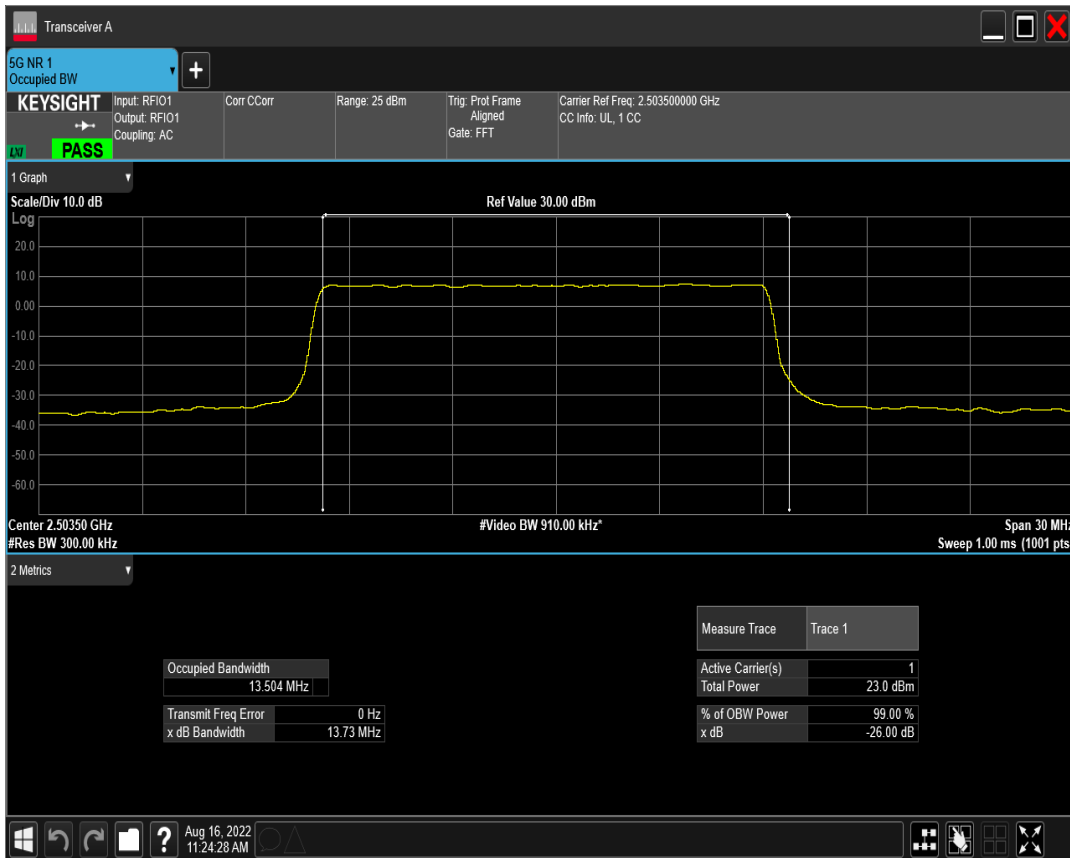 Transceiver A
5G NR 1
Occupied BW
+
KEYSIGHT
LXI
PASS
Input: RFIO1
Output: RFIO1
Coupling: AC
Corr CCorr
Range: 25 dBm
Trig: Prot Frame
Aligned
Gate: FFT
Carrier Ref Freq: 2.503500000 GHz
CC Info: UL, 1 CC
1 Graph
Scale/Div 10.0 dB
Ref Value 30.00 dBm
Log
20.0
10.0
0.00
-10.0
-20.0
-30.0
-40.0
-50.0
-60.0
Center 2.50350 GHz
#Video BW 910.00 kHz*
Span 30 MHz
#Res BW 300.00 kHz
Sweep 1.00 ms (1001 pts
2 Metrics
Measure Trace Trace 1
Occupied Bandwidth
13.504 MHz
Active Carrier(s) 1
Total Power 23.0 dBm
Transmit Freq Error 0 Hz
x dB Bandwidth 13.73 MHz
% of OBW Power 99.00 %
x dB -26.00 dB
?
Aug 16, 2022
11:24:28 AM